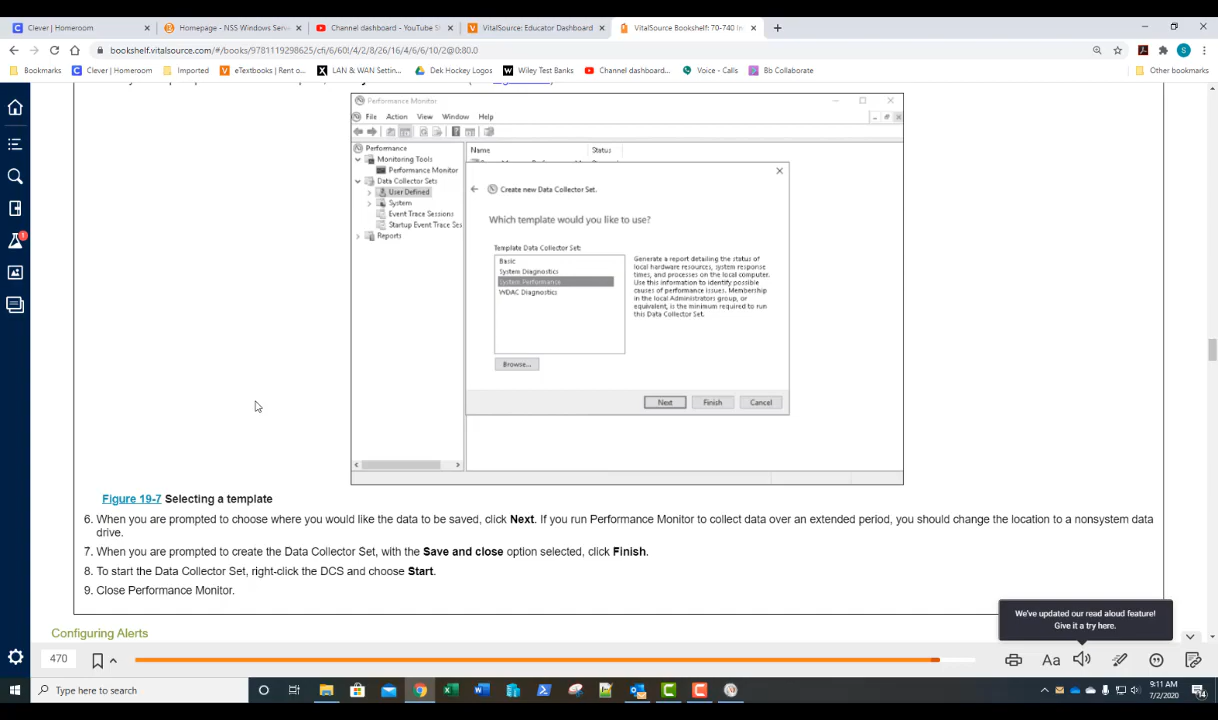 Clever | Homeroom
Homepage - NSS Windows Serv
Channel dashboard - YouTube S
VitalSource: Educator Dashboard
VitalSource Bookshelf: 70-740 In
bookshelf.vitalsource.com/#/books/9781119298625/cfi/6/60!/4/2/8/26/16/4/6/6/10/2@0:80.0
Bookmarks
Clever | Homeroom
Imported
eTextbooks | Rent o...
LAN & WAN Settin...
Dek Hockey Logos
Wiley Test Banks
Channel dashboard...
Voice - Calls
Bb Collaborate
Other bookmarks
Performance Monitor
File Action View Window Help
Performance
Monitoring Tools
Performance Monitor
Data Collector Sets
User Defined
System
Event Trace Sessions
Startup Event Trace Ses
Reports
Name Status
Create new Data Collector Set.
Which template would you like to use?
Template Data Collector Set:
Basic
System Diagnostics
System Performance
WDAC Diagnostics
Generate a report detailing the status of
local hardware resources, system response
times, and processes on the local computer.
Use this information to identify possible
causes of performance issues. Membership
in the local Administrators group, or
equivalent, is the minimum required to run
this Data Collector Set.
Browse...
Next Finish Cancel
Figure 19-7 Selecting a template
6. When you are prompted to choose where you would like the data to be saved, click Next. If you run Performance Monitor to collect data over an extended period, you should change the location to a nonsystem data
drive.
7. When you are prompted to create the Data Collector Set, with the Save and close option selected, click Finish.
8. To start the Data Collector Set, right-click the DCS and choose Start.
9. Close Performance Monitor.
We've updated our read aloud feature!
Give it a try here.
Configuring Alerts
470
Aa
Type here to search
9:11 AM
7/2/2020